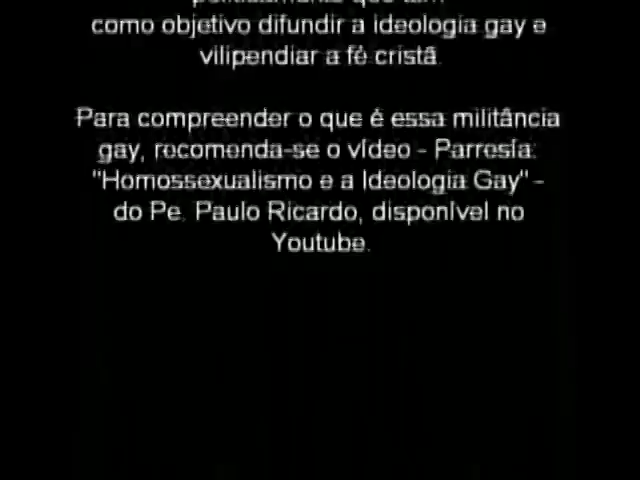 como objetivo difundir a ideologia gay e
vilipendiar a fé cristã.
Para compreender o que é essa militância
gay, recomenda-se o vídeo - Parresía:
"Homossexualismo e a Ideologia Gay" -
do Pe. Paulo Ricardo, disponível no
Youtube.